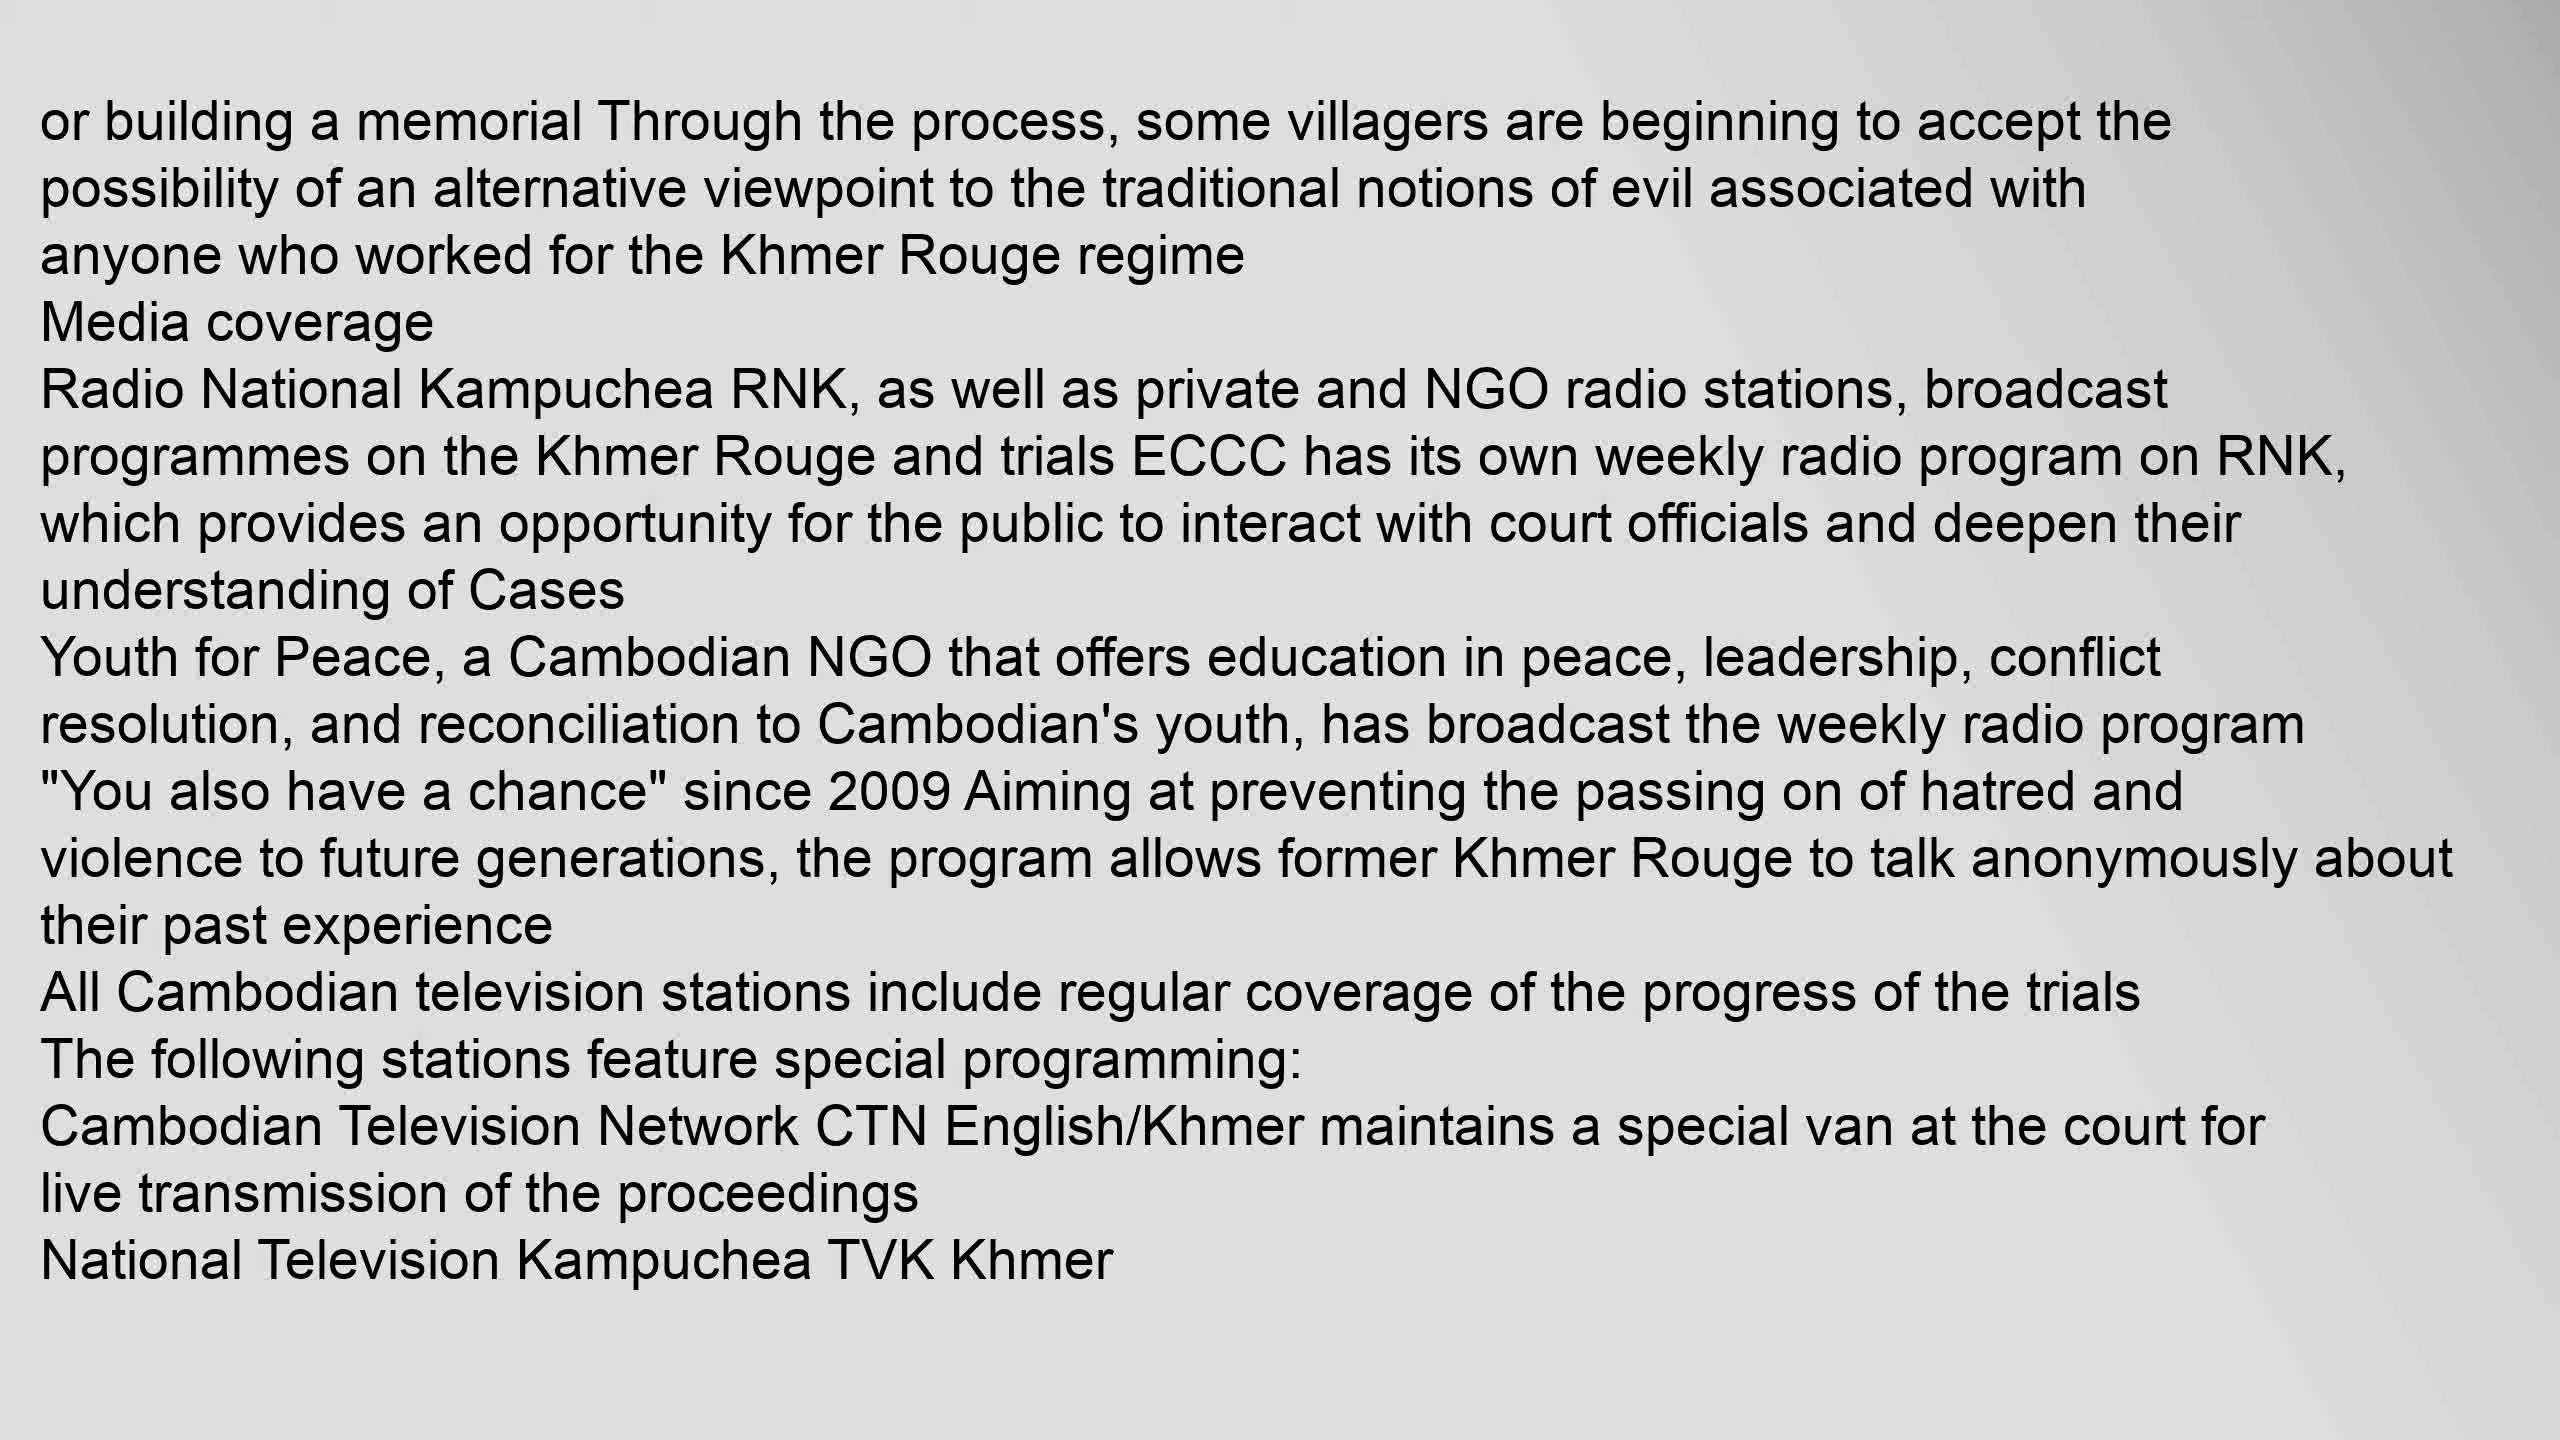 or building a memorial Through the process, some villagers are beginning to accept the
possibility of an alternative viewpoint to the traditional notions of evil associated with
anyone who worked for the Khmer Rouge regime
Media coverage
Radio National Kampuchea RNK, as well as private and NGO radio stations, broadcast
programmes on the Khmer Rouge and trials ECCC has its own weekly radio program on RNK,
which provides an opportunity for the public to interact with court officials and deepen their
understanding of Cases
Youth for Peace, a Cambodian NGO that offers education in peace, leadership, conflict
resolution, and reconciliation to Cambodian's youth, has broadcast the weekly radio program
"You also have a chance" since 2009 Aiming at preventing the passing on of hatred and
violence to future generations, the program allows former Khmer Rouge to talk anonymously about
their past experience
All Cambodian television stations include regular coverage of the progress of the trials
The following stations feature special programming:
Cambodian Television Network CTN English/Khmer maintains a special van at the court for
live transmission of the proceedings
National Television Kampuchea TVK Khmer